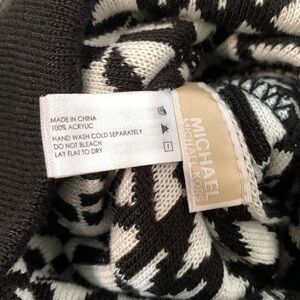 MADE IN CHINA
100% ACRYLIC
HAND WASH COLD SEPARATELY
DO NOT BLEACH
LAY FLAT TO DRY
MICHAEL
MICHAEL KORS